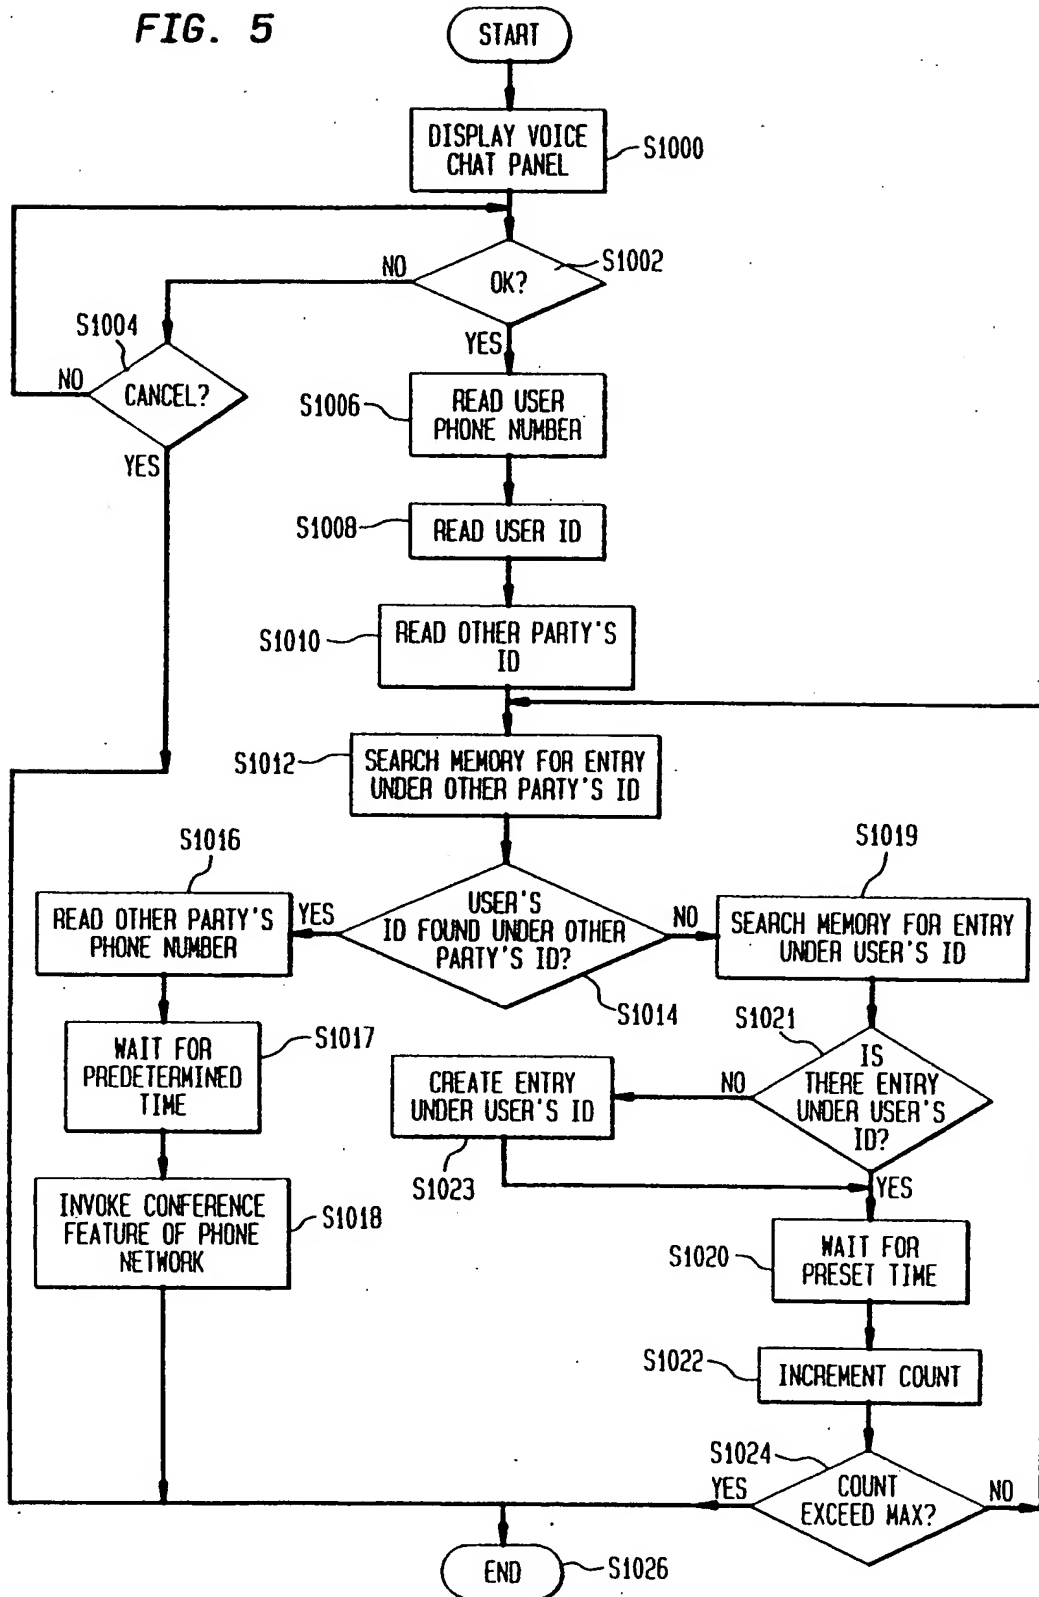 FIG. 5
START
DISPLAY VOICE
CHAT PANEL
S1000
OK?
S1002
NO
YES
S1004
CANCEL?
NO
YES
S1006
READ USER
PHONE NUMBER
S1008
READ USER ID
S1010
READ OTHER PARTY'S
ID
S1012
SEARCH MEMORY FOR ENTRY
UNDER OTHER PARTY'S ID
USER'S
ID FOUND UNDER OTHER
PARTY'S ID?
S1014
YES
NO
S1016
READ OTHER PARTY'S
PHONE NUMBER
WAIT FOR
PREDETERMINED
TIME
S1017
INVOKE CONFERENCE
FEATURE OF PHONE
NETWORK
S1018
S1019
SEARCH MEMORY FOR ENTRY
UNDER USER'S ID
S1021
IS
THERE ENTRY
UNDER USER'S
ID?
NO
YES
CREATE ENTRY
UNDER USER'S ID
S1023
S1020
WAIT FOR
PRESET TIME
S1022
INCREMENT COUNT
S1024
COUNT
EXCEED MAX?
YES
NO
END
S1026